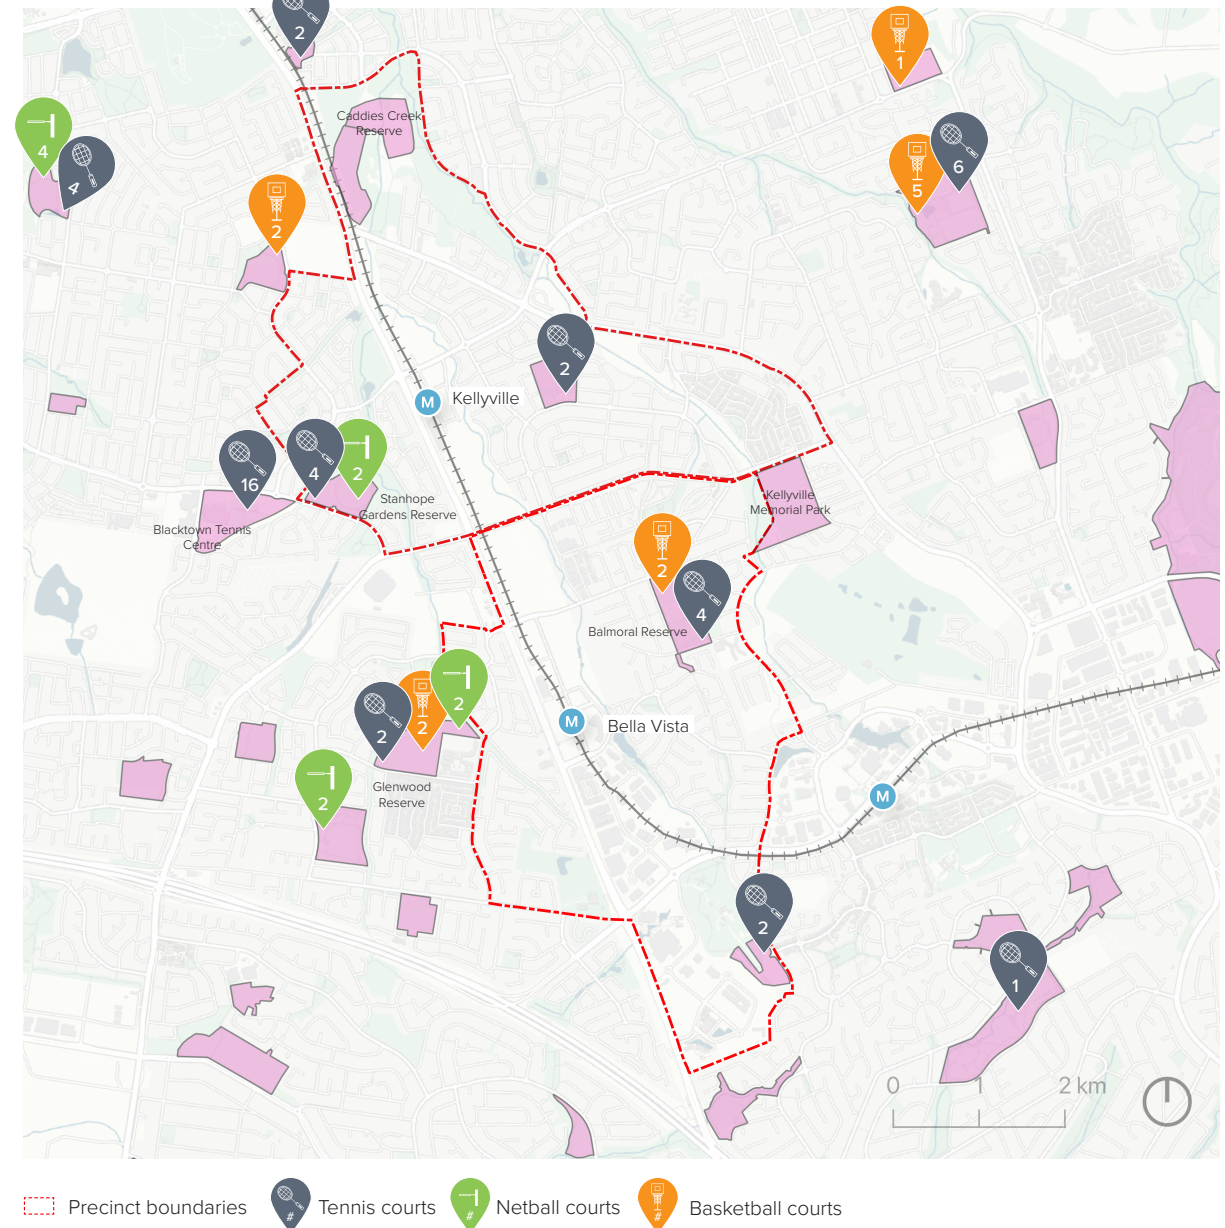 2
1
Caddies Creek
Reserve
4
4
6
5
2
2
M
Kellyville
4
2
16
Stanhope
Gardens Reserve
Blacktown Tennis
Centre
Kellyville
Memorial Park
2
4
Balmoral Reserve
2
2
2
M
Bella Vista
Glenwood
Reserve
M
2
2
1
0 1 2 km
Precinct boundaries # Tennis courts # Netball courts # Basketball courts